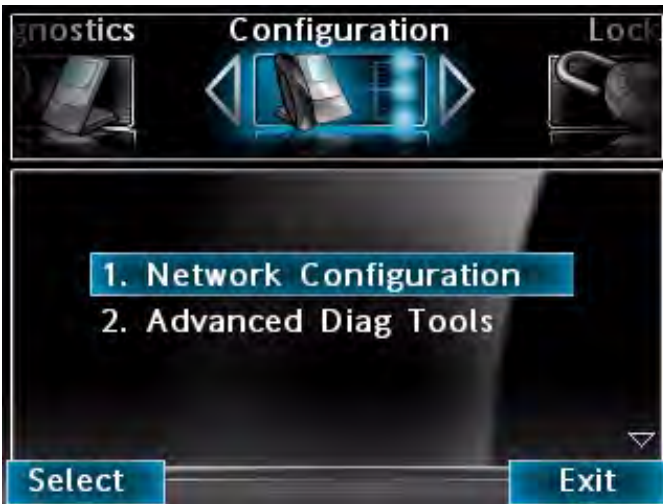 gnostics Configuration Lock
1. Network Configuration
2. Advanced Diag Tools
Select Exit